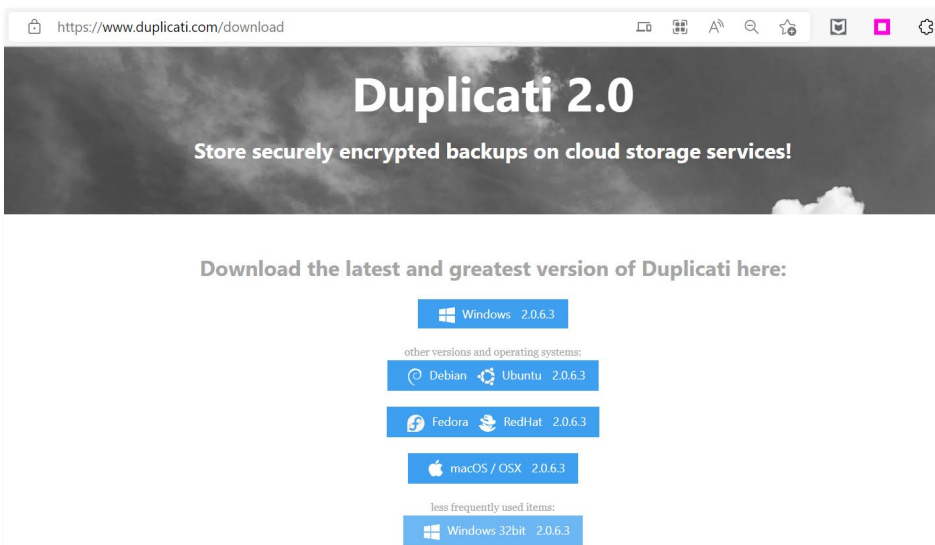 https://www.duplicati.com/download
Duplicati 2.0
Store securely encrypted backups on cloud storage services!
Download the latest and greatest version of Duplicati here:
Windows 2.0.6.3
other versions and operating systems:
Debian Ubuntu 2.0.6.3
Fedora RedHat 2.0.6.3
macOS / OSX 2.0.6.3
less frequently used items:
Windows 32bit 2.0.6.3